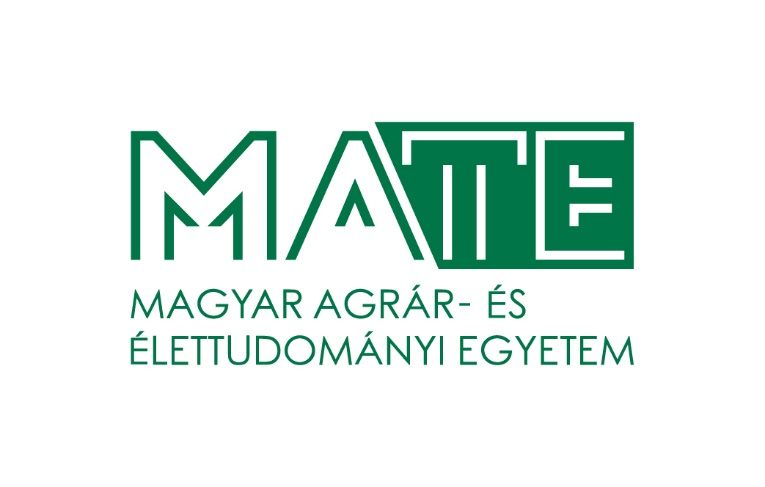 MATE
MAGYAR AGRÁR- ÉS
ÉLETTUDOMÁNYI EGYETEM